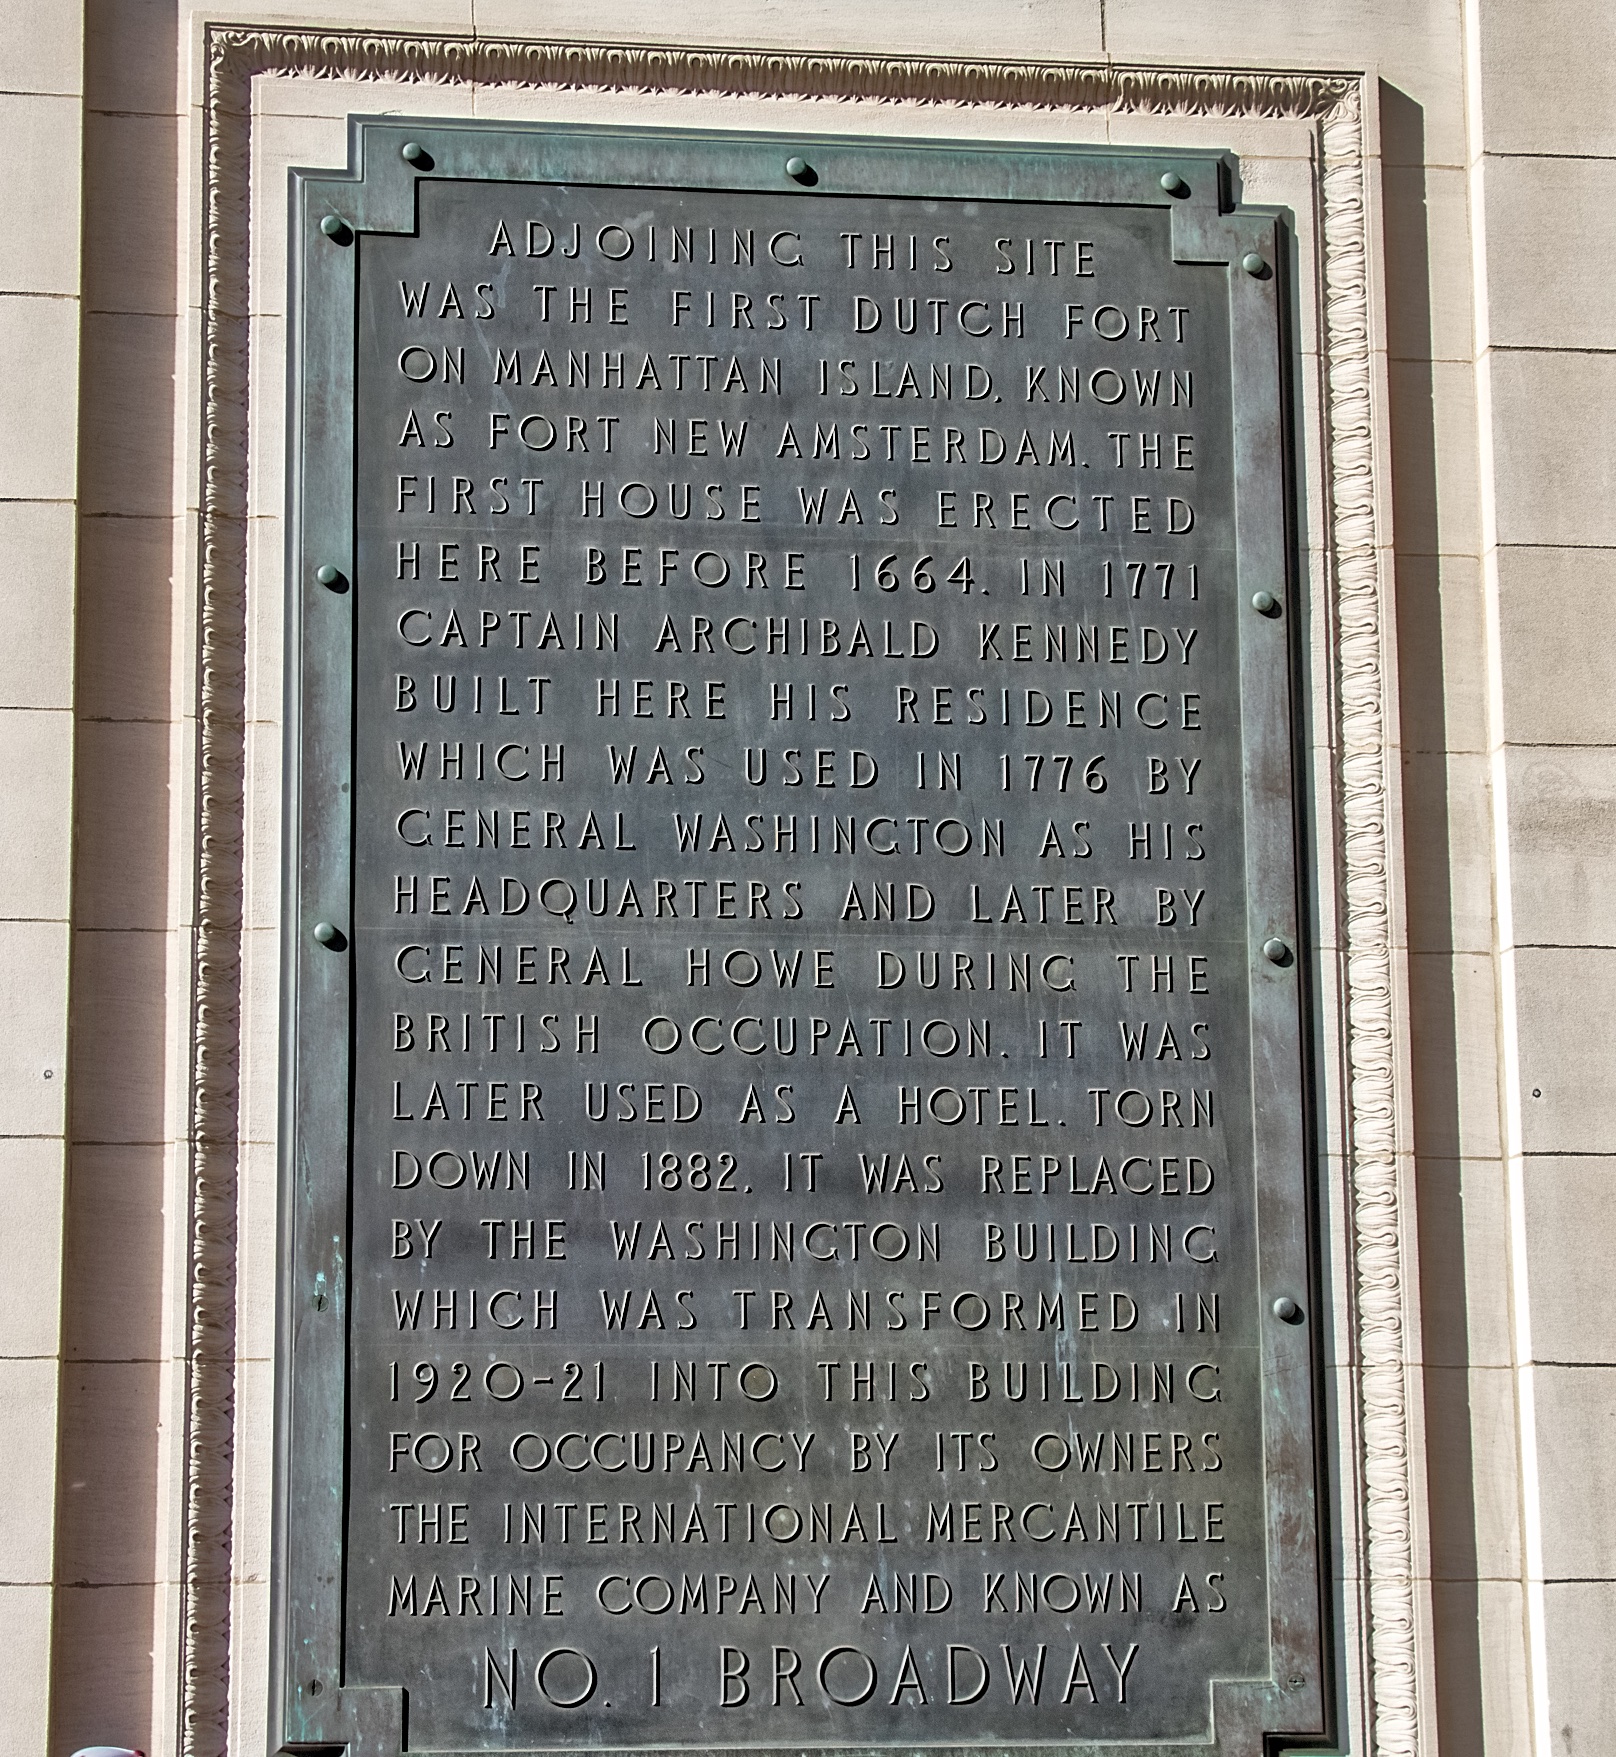 ADJOINING THIS SITE
WAS THE FIRST DUTCH FORT
ON MANHATTAN ISLAND, KNOWN
AS FORT NEW AMSTERDAM. THE
FIRST HOUSE WAS ERECTED
HERE BEFORE 1664. IN 1771
CAPTAIN ARCHIBALD KENNEDY
BUILT HERE HIS RESIDENCE
WHICH WAS USED IN 1776 BY
GENERAL WASHINGTON AS HIS
HEADQUARTERS AND LATER BY
GENERAL HOWE DURING THE
BRITISH OCCUPATION. IT WAS
LATER USED AS A HOTEL. TORN
DOWN IN 1882, IT WAS REPLACED
BY THE WASHINGTON BUILDING
WHICH WAS TRANSFORMED IN
1920-21 INTO THIS BUILDING
FOR OCCUPANCY BY ITS OWNERS
THE INTERNATIONAL MERCANTILE
MARINE COMPANY AND KNOWN AS
NO. 1 BROADWAY